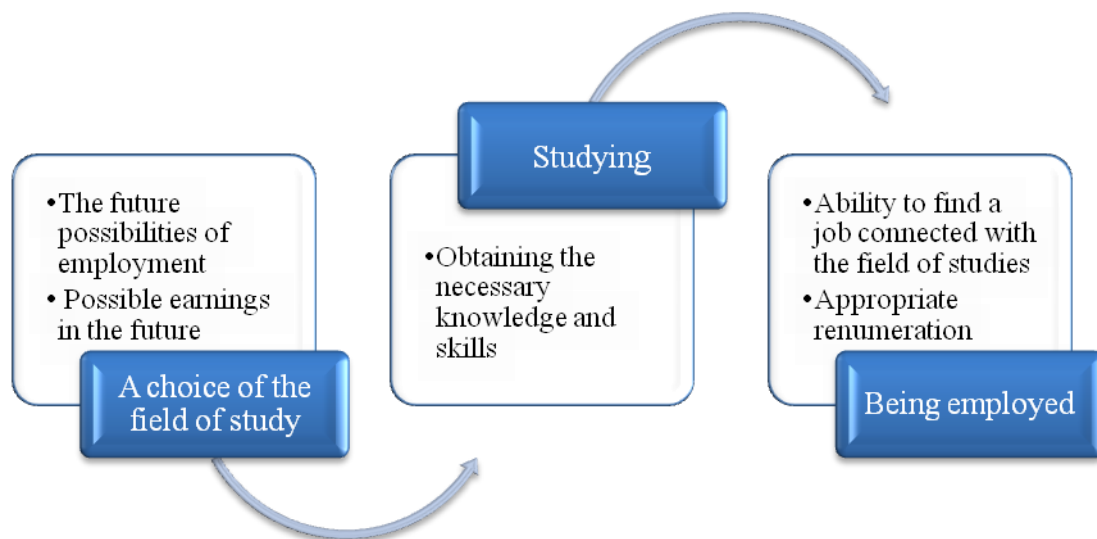 •The future
possibilities of
employment
• Possible earnings
in the future
A choice of the
field of study
Studying
•Obtaining the
necessary
knowledge and
skills
•Ability to find a
job connected with
the field of studies
•Appropriate
renumeration
Being employed